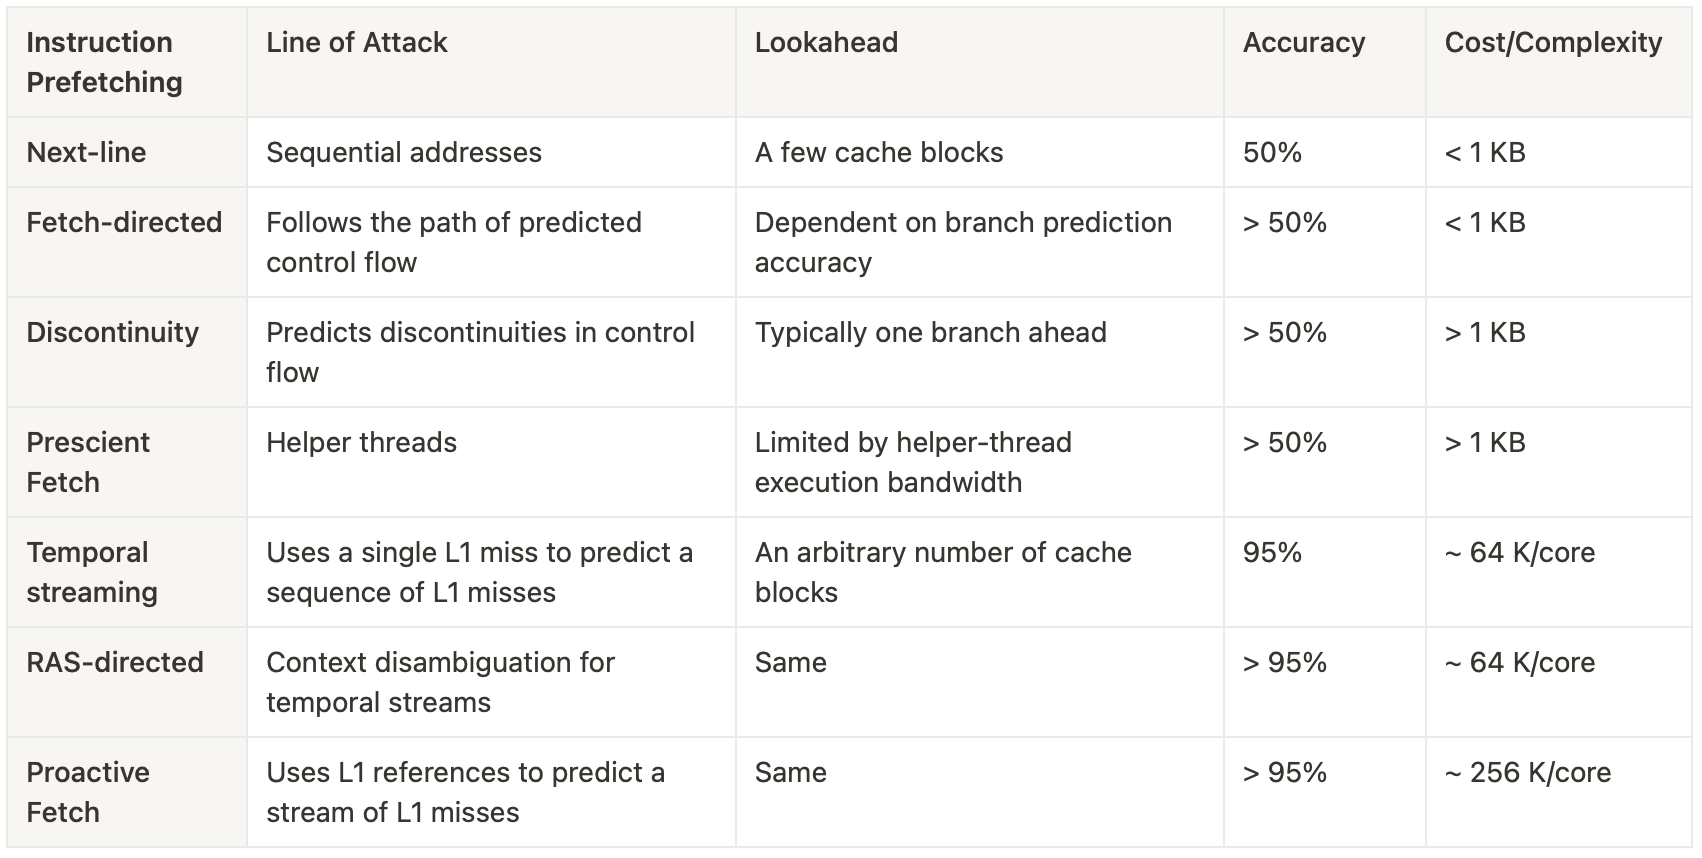 Instruction Prefetching | Line of Attack | Lookahead | Accuracy | Cost/Complexity
Next-line | Sequential addresses | A few cache blocks | 50% | < 1 KB
Fetch-directed | Follows the path of predicted control flow | Dependent on branch prediction accuracy | > 50% | < 1 KB
Discontinuity | Predicts discontinuities in control flow | Typically one branch ahead | > 50% | > 1 KB
Prescient Fetch | Helper threads | Limited by helper-thread execution bandwidth | > 50% | > 1 KB
Temporal streaming | Uses a single L1 miss to predict a sequence of L1 misses | An arbitrary number of cache blocks | 95% | ~ 64 K/core
RAS-directed | Context disambiguation for temporal streams | Same | > 95% | ~ 64 K/core
Proactive Fetch | Uses L1 references to predict a stream of L1 misses | Same | > 95% | ~ 256 K/core